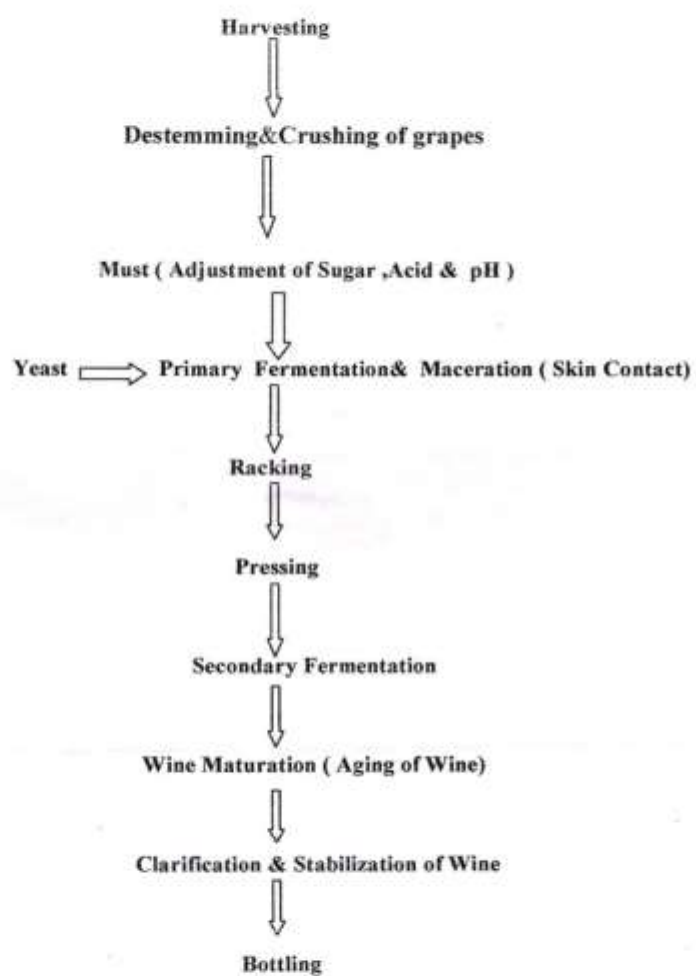 Harvesting
Destemming&Crushing of grapes
Must ( Adjustment of Sugar ,Acid & pH )
Yeast Primary Fermentation& Maceration ( Skin Contact)
Racking
Pressing
Secondary Fermentation
Wine Maturation ( Aging of Wine)
Clarification & Stabilization of Wine
Bottling